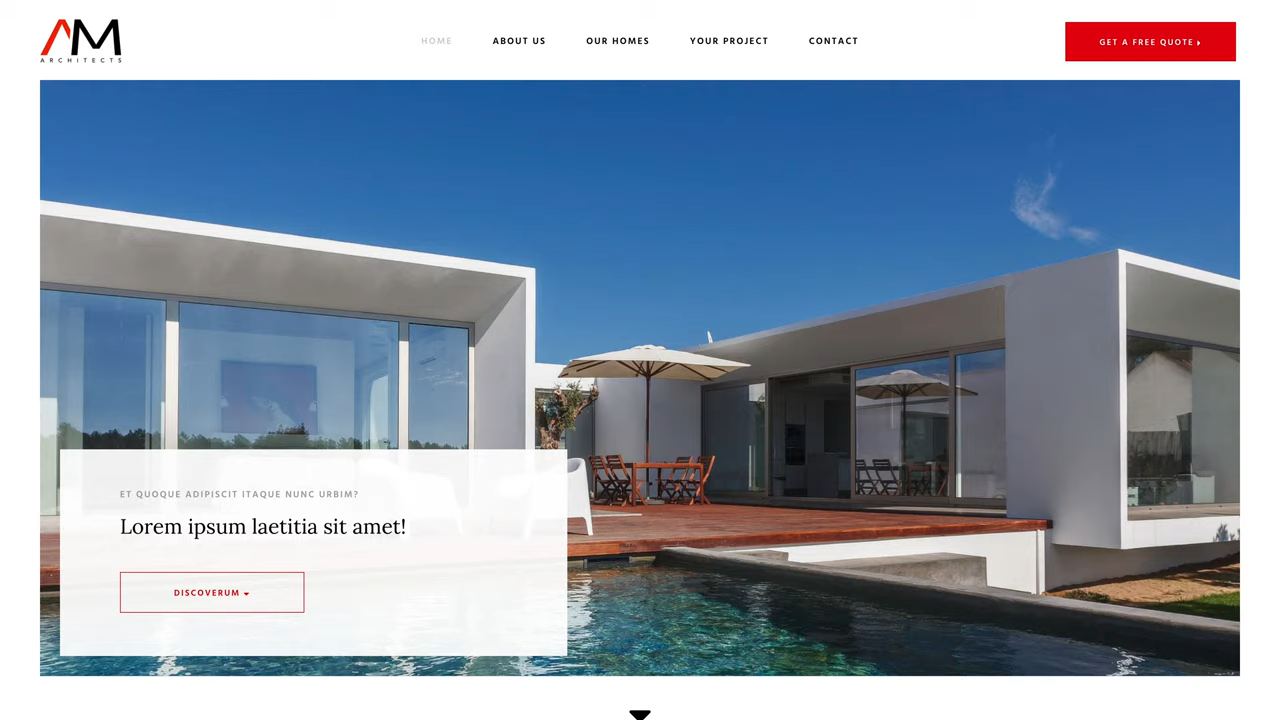 AM
ARCHITECTS
HOME
ABOUT US
OUR HOMES
YOUR PROJECT
CONTACT
GET A FREE QUOTE
ET QUOQUE ADIPISCIT ITAQUE NUNC URBIM?
Lorem ipsum laetitia sit amet!
DISCOVERUM